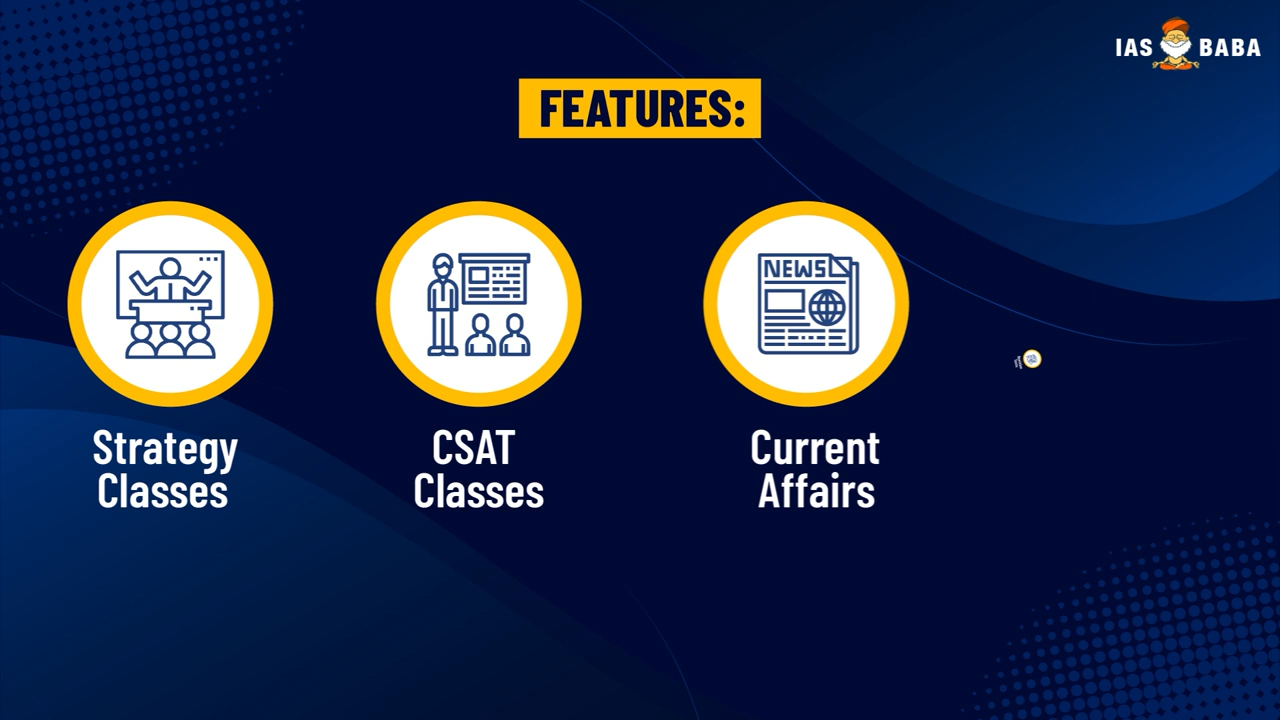 IAS BABA
FEATURES:
NEWS
Strategy
Classes
CSAT
Classes
Current
Affairs